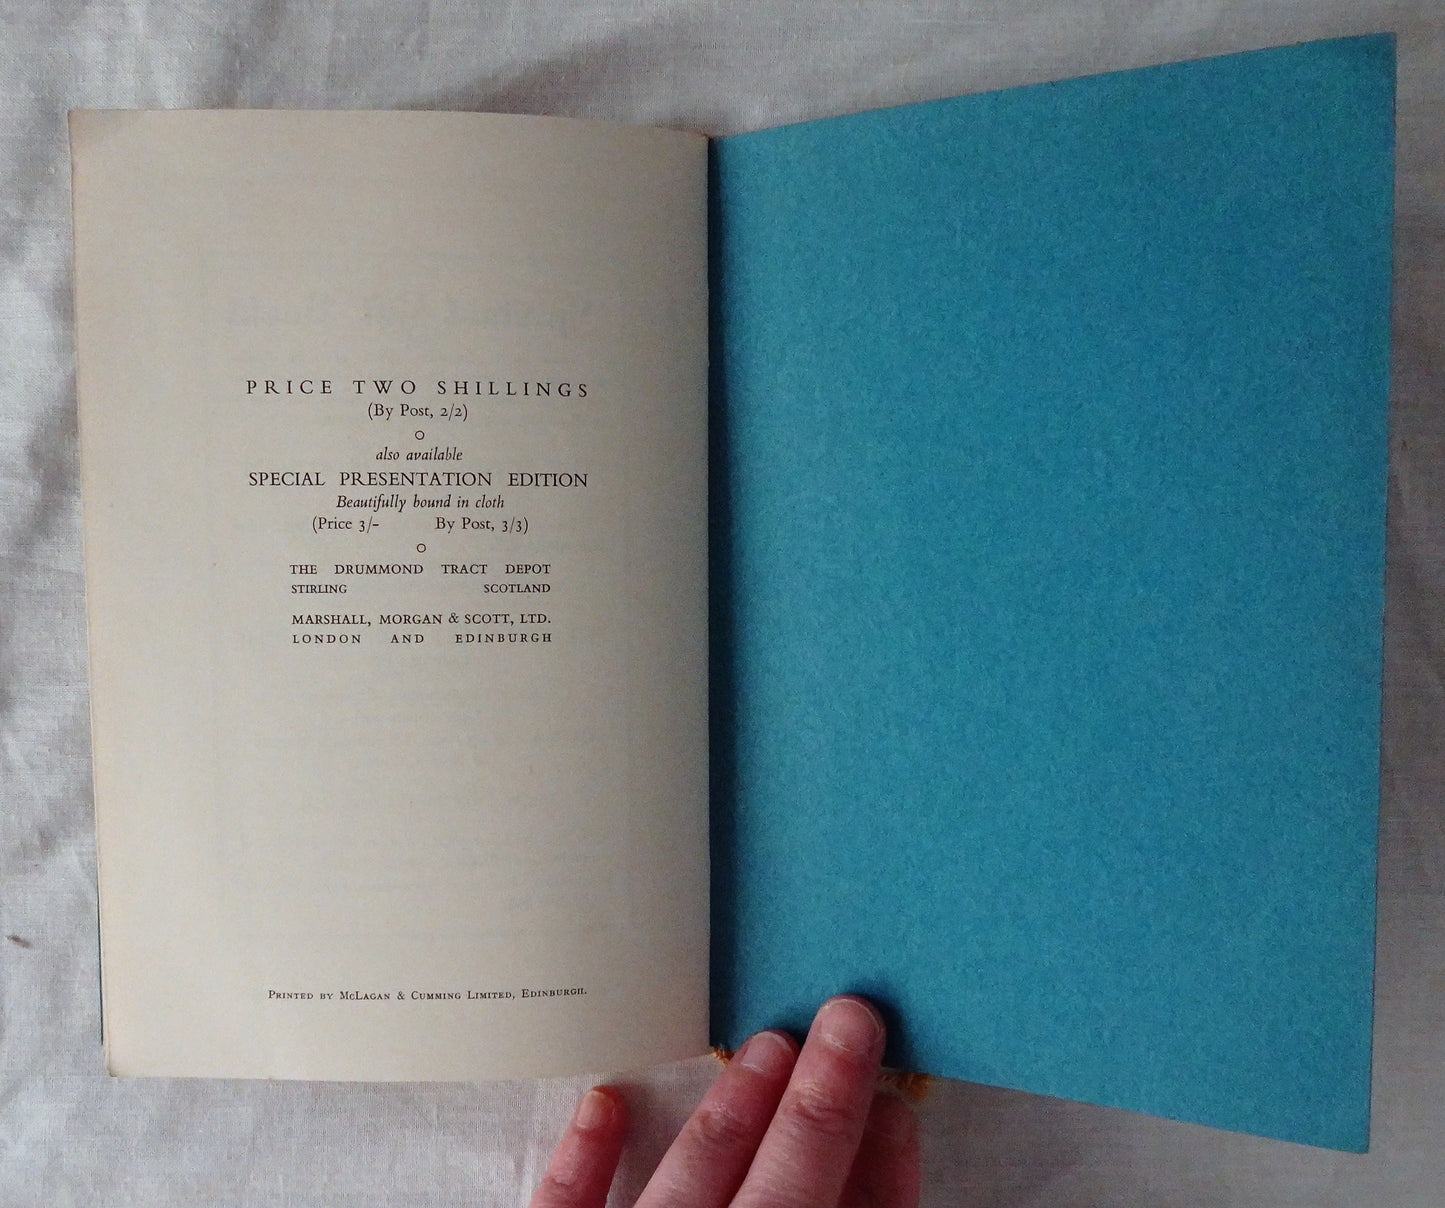 PRICE TWO SHILLINGS
(By Post, 2/2)
also available
SPECIAL PRESENTATION EDITION
Beautifully bound in cloth
(Price 3/- By Post, 3/3)
THE DRUMMOND TRACT DEPOT
STIRLING SCOTLAND
MARSHALL, MORGAN & SCOTT, LTD.
LONDON AND EDINBURGH
PRINTED BY MCLAGAN & CUMMING LIMITED, EDINBURGH.